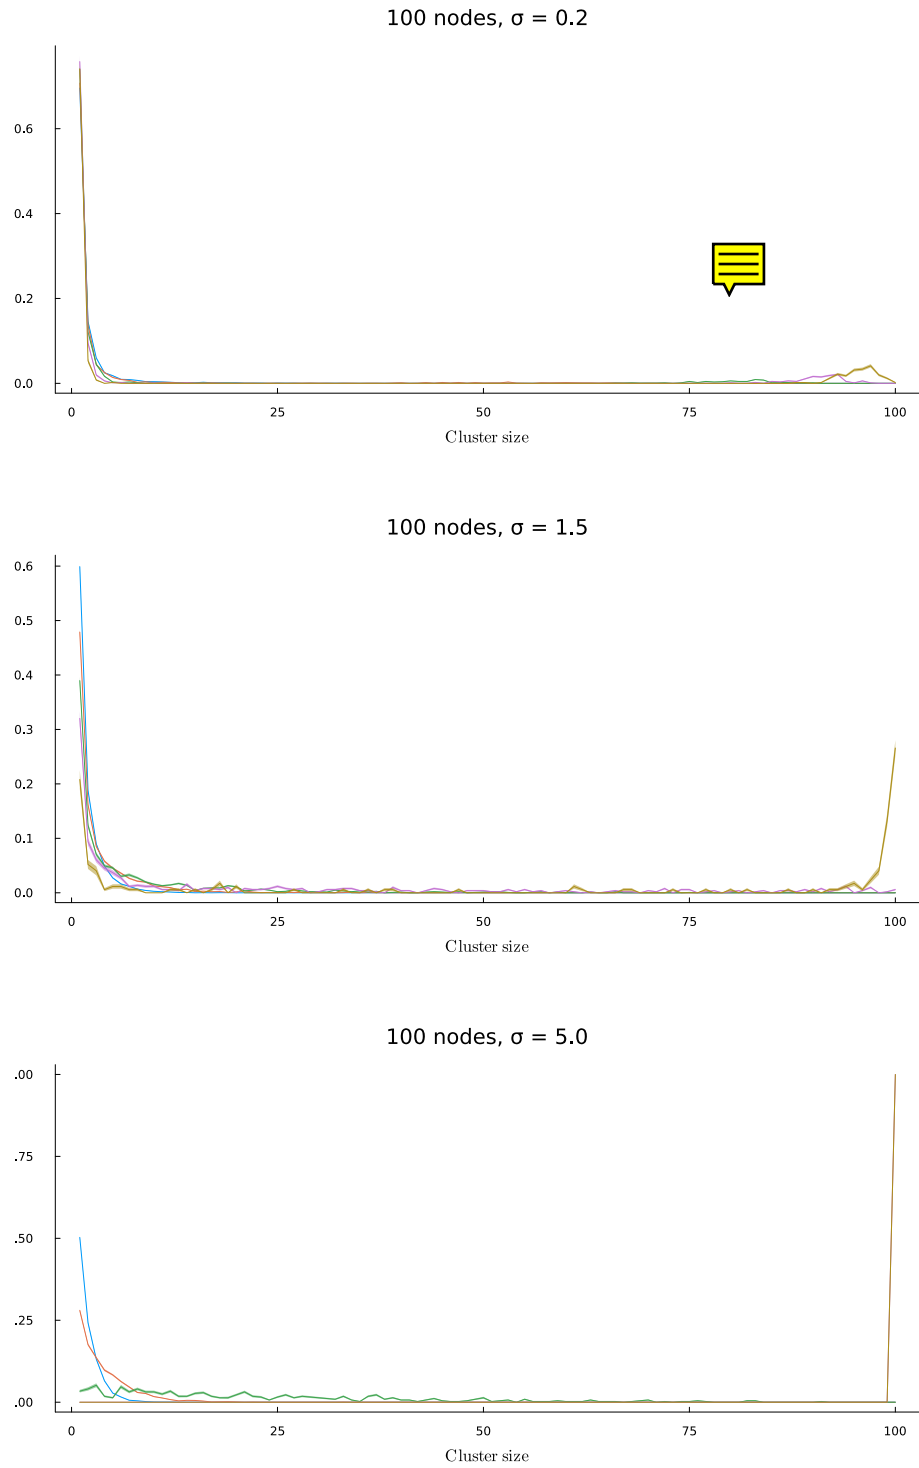 100 nodes, σ = 0.2
0.6
0.4
0.2
0.0
0 25 50 75 100
Cluster size
100 nodes, σ = 1.5
0.6
0.5
0.4
0.3
0.2
0.1
0.0
0 25 50 75 100
Cluster size
100 nodes, σ = 5.0
.00
.75
.50
.25
.00
0 25 50 75 100
Cluster size